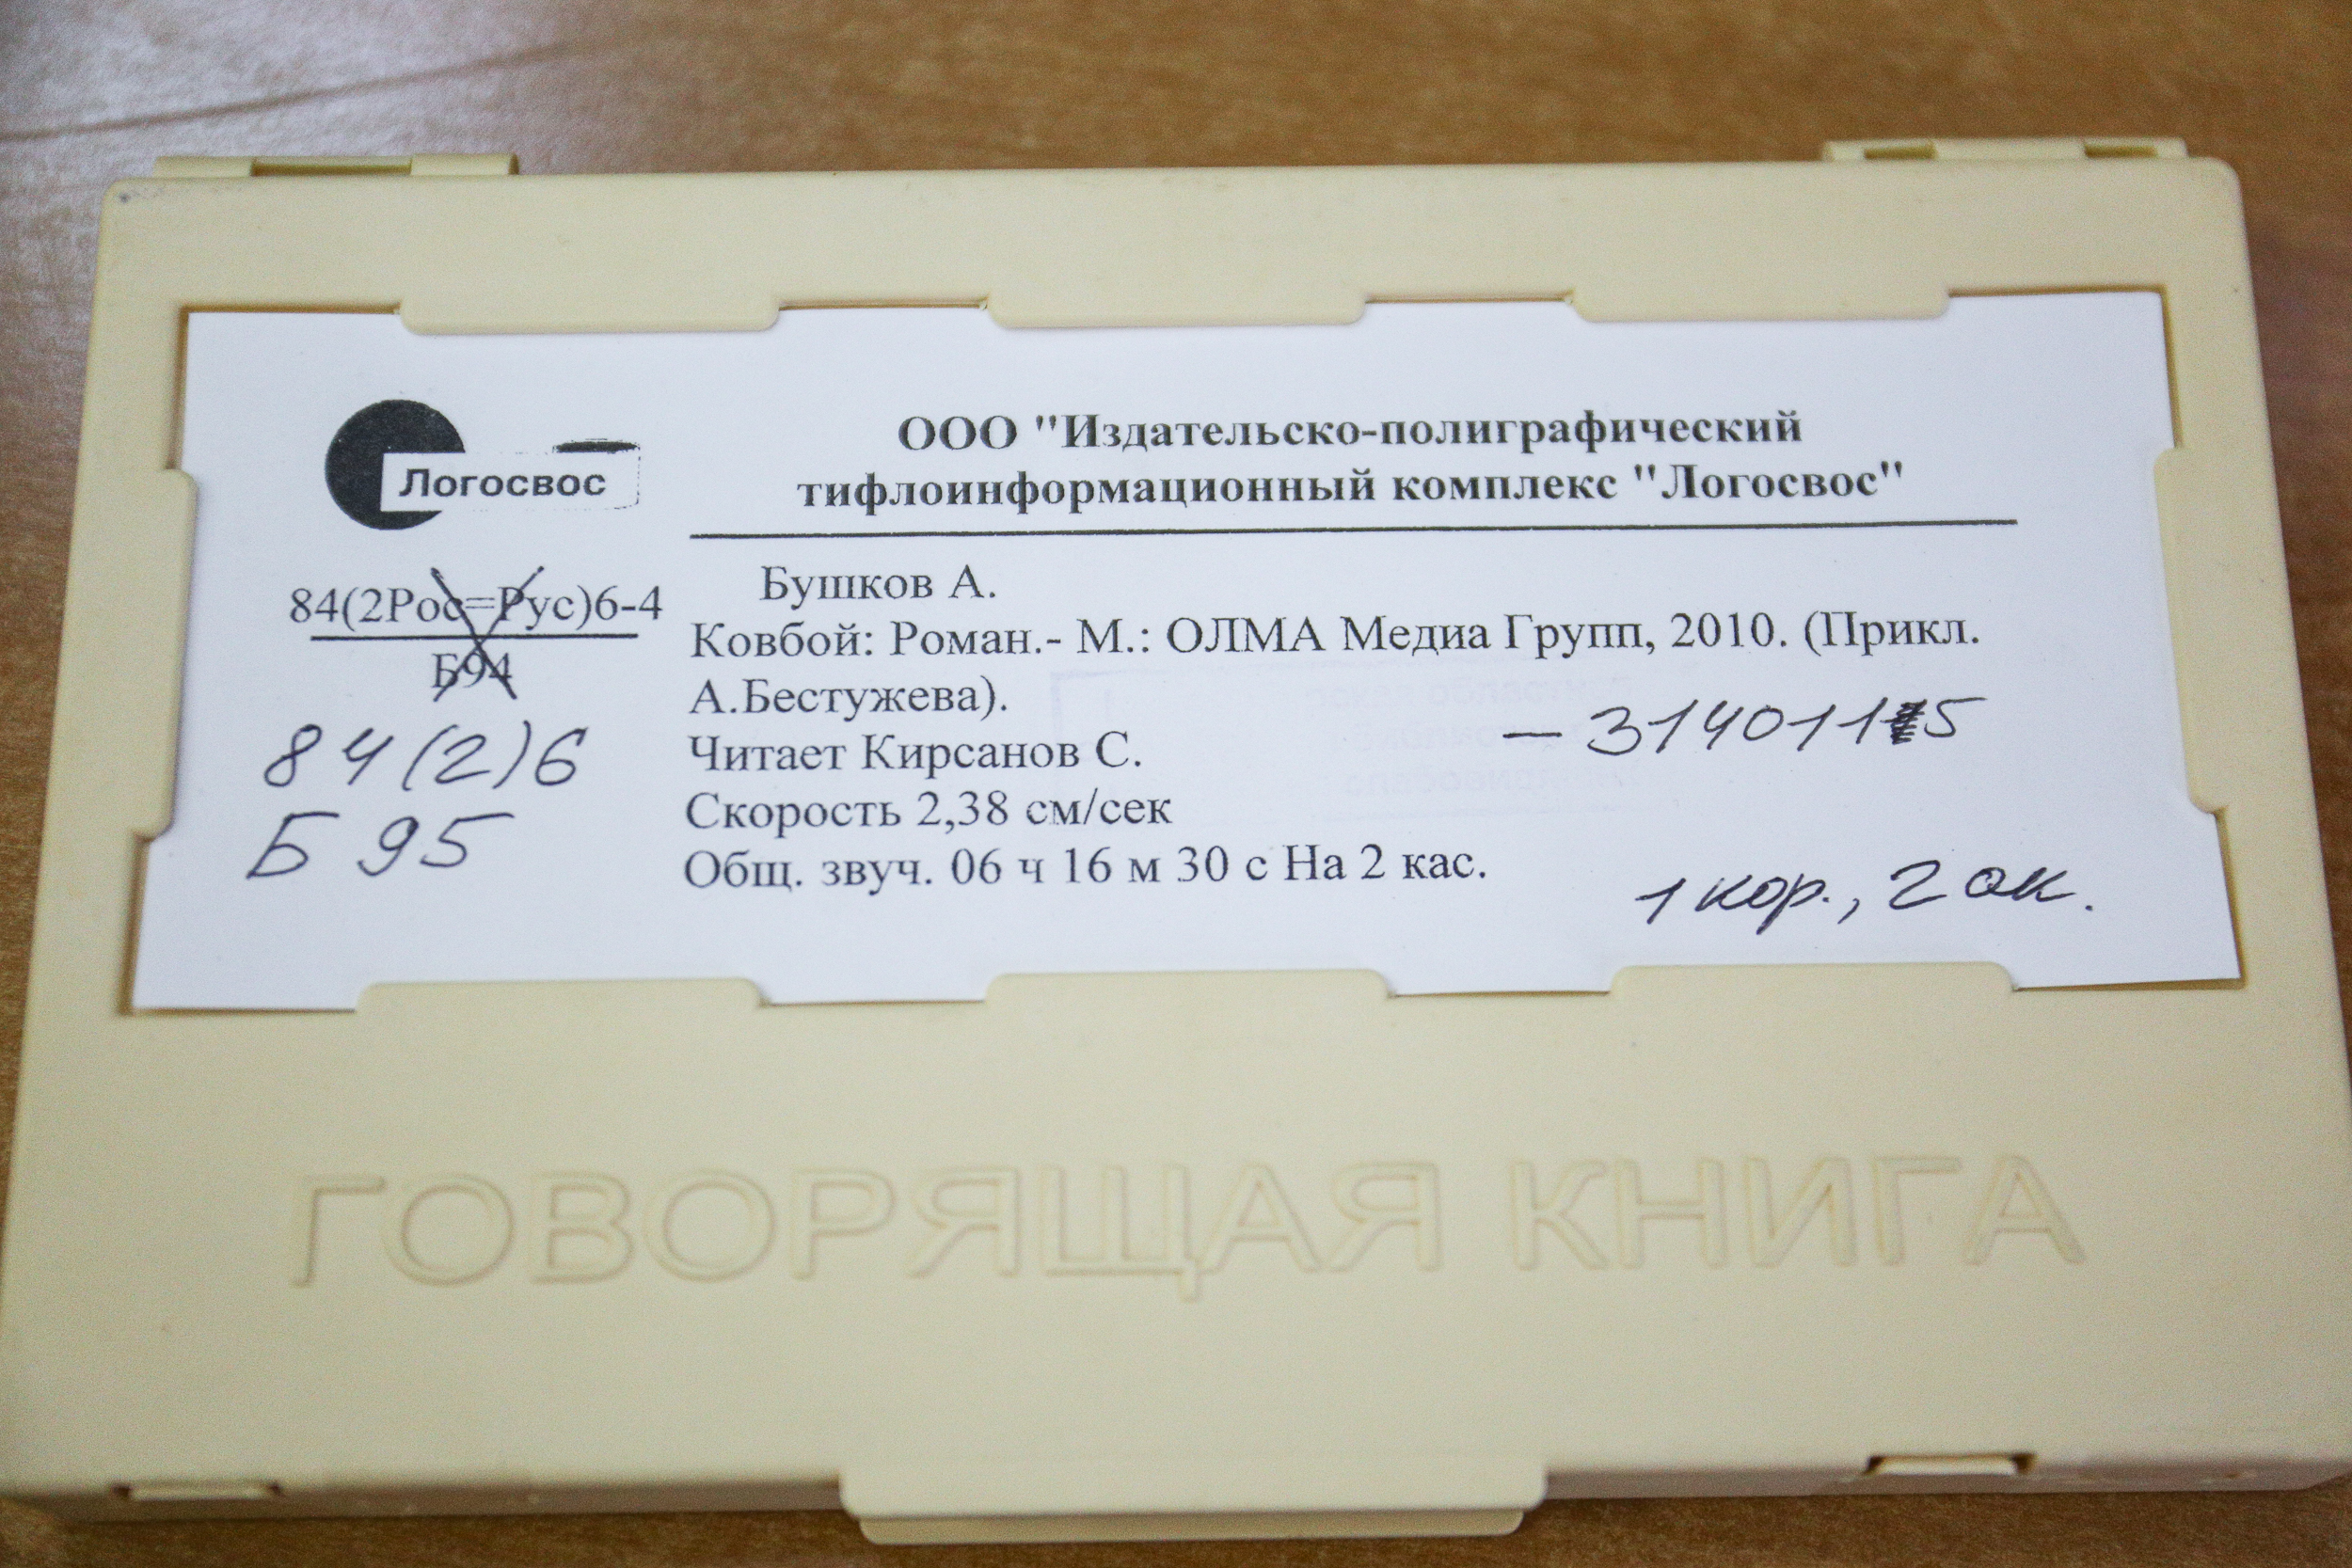 Логосвос
ООО "Издательско-полиграфический
тифлоинформационный комплекс "Логосвос"
84(2Рос=Рус)6-4
Б94
84(2)6
Б 95
Бушков А.
Ковбой: Роман.- М.: ОЛМА Медиа Групп, 2010. (Прикл.
А.Бестужева).
Читает Кирсанов С.
Скорость 2,38 см/сек
Общ. звуч. 06 ч 16 м 30 с На 2 кас.
1 кор., 2 ок.
ГОВОРЯЩАЯ КНИГА